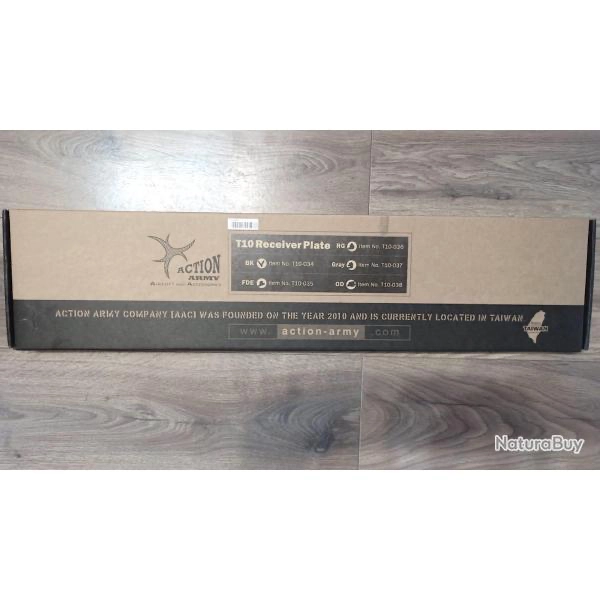 T10 Receiver Plate
RG Item No. T10-036
BK Item No. T10-034
Gray Item No. T10-037
FDE Item No. T10-035
OD Item No. T10-038
ACTION
ARMY
AIRSOFT AND ACCESSORIES
ACTION ARMY COMPANY [AAC] WAS FOUNDED ON THE YEAR 2010 AND IS CURRENTLY LOCATED IN TAIWAN
TAIWAN
www. action-army .com
NaturaBuy